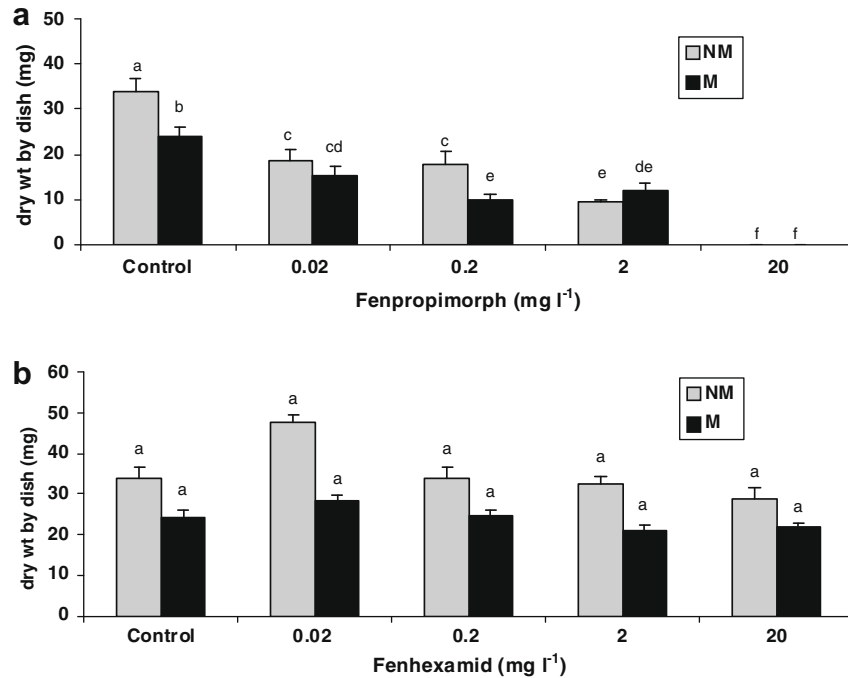 a
dry wt by dish (mg)
50
40
30
20
10
0
NM
M
a
b
c
cd
c
e
e
de
f
f
Control
0.02
0.2
2
20
Fenpropimorph (mg l⁻¹)
b
dry wt by dish (mg)
60
50
40
30
20
10
0
NM
M
a
a
a
a
a
a
a
a
a
a
Control
0.02
0.2
2
20
Fenhexamid (mg l⁻¹)